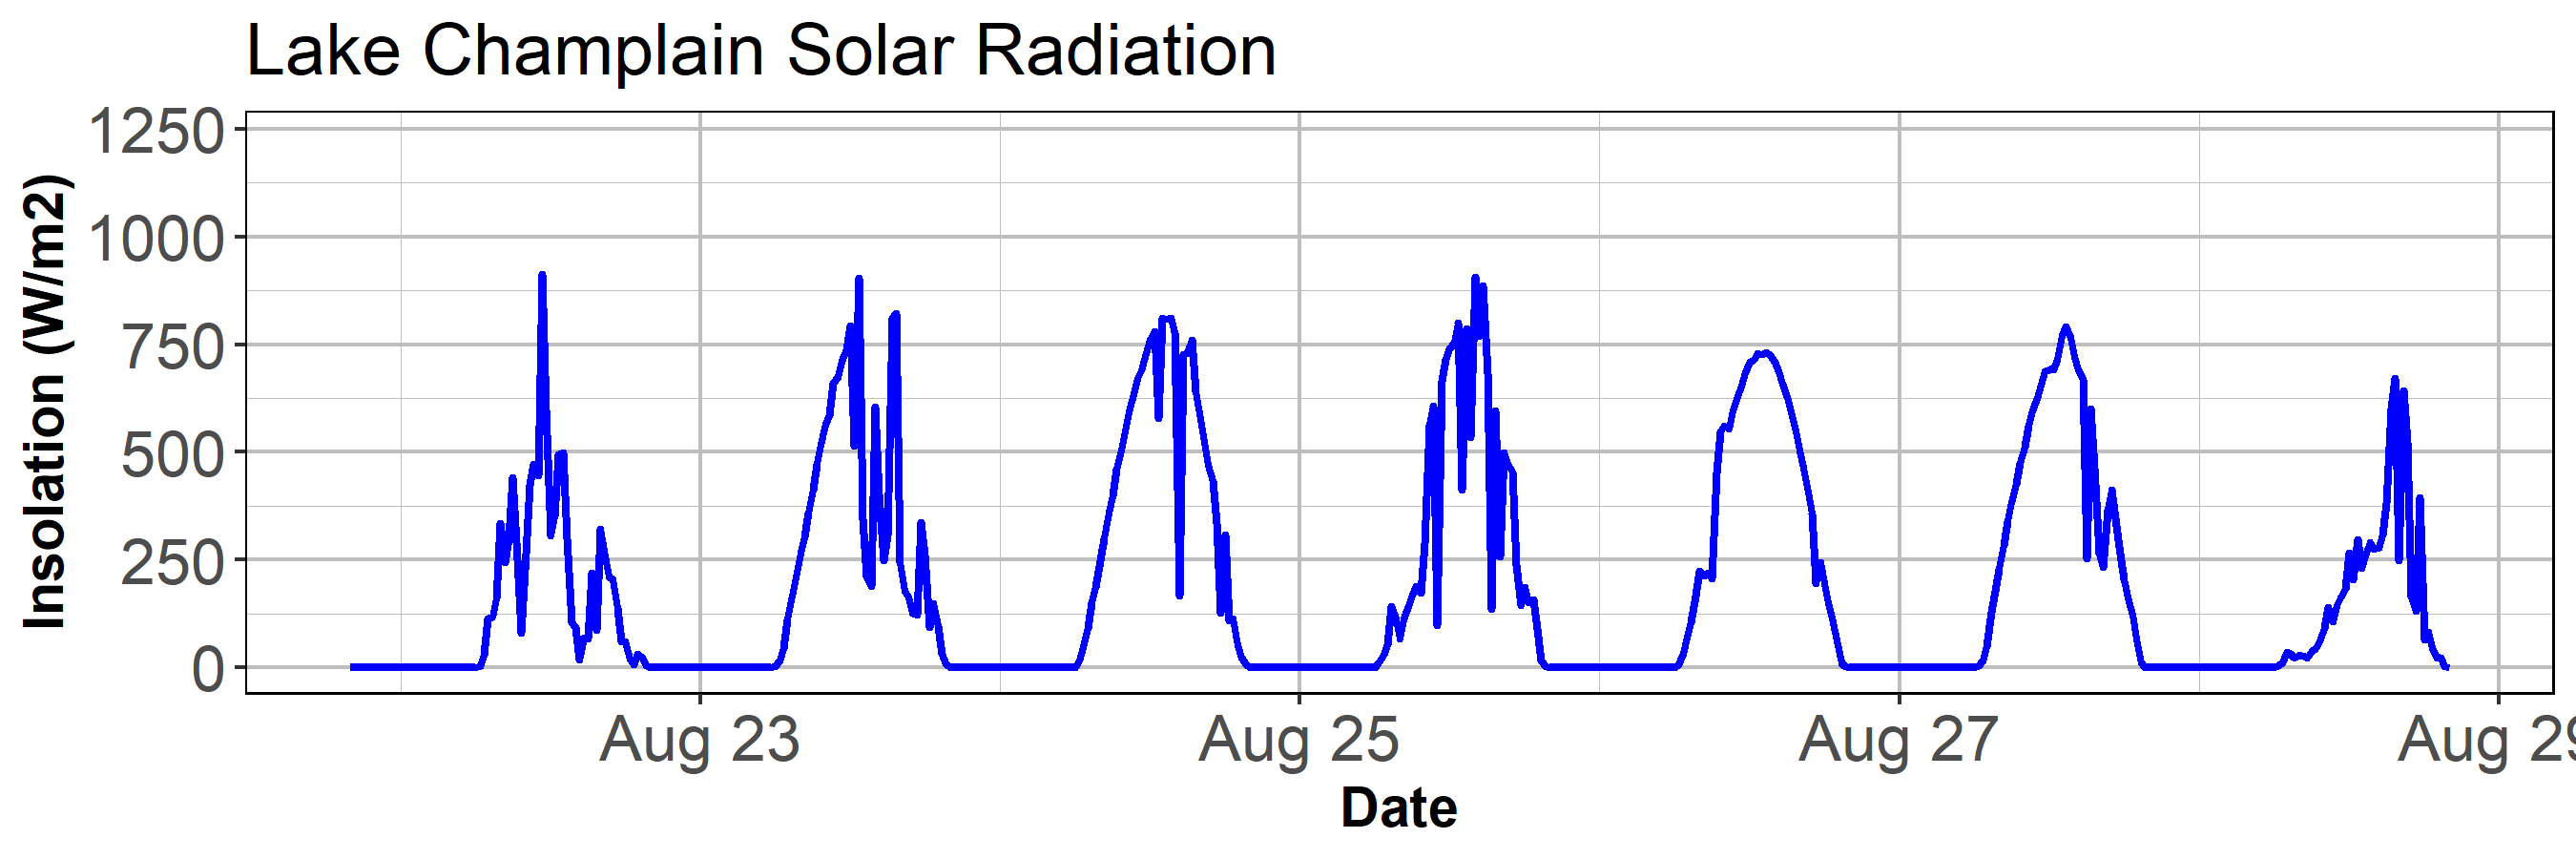 Lake Champlain Solar Radiation
Insolation (W/m2)
1250
1000
750
500
250
0
Aug 23 Aug 25 Aug 27 Aug 29
Date